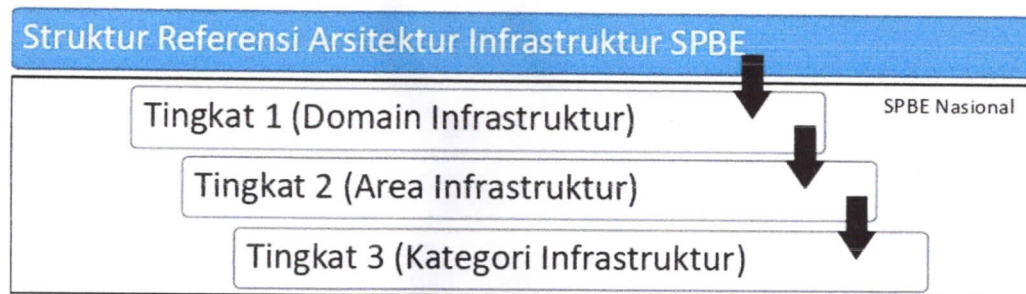 Struktur Referensi Arsitektur Infrastruktur SPBE
Tingkat 1 (Domain Infrastruktur)
SPBE Nasional
Tingkat 2 (Area Infrastruktur)
Tingkat 3 (Kategori Infrastruktur)